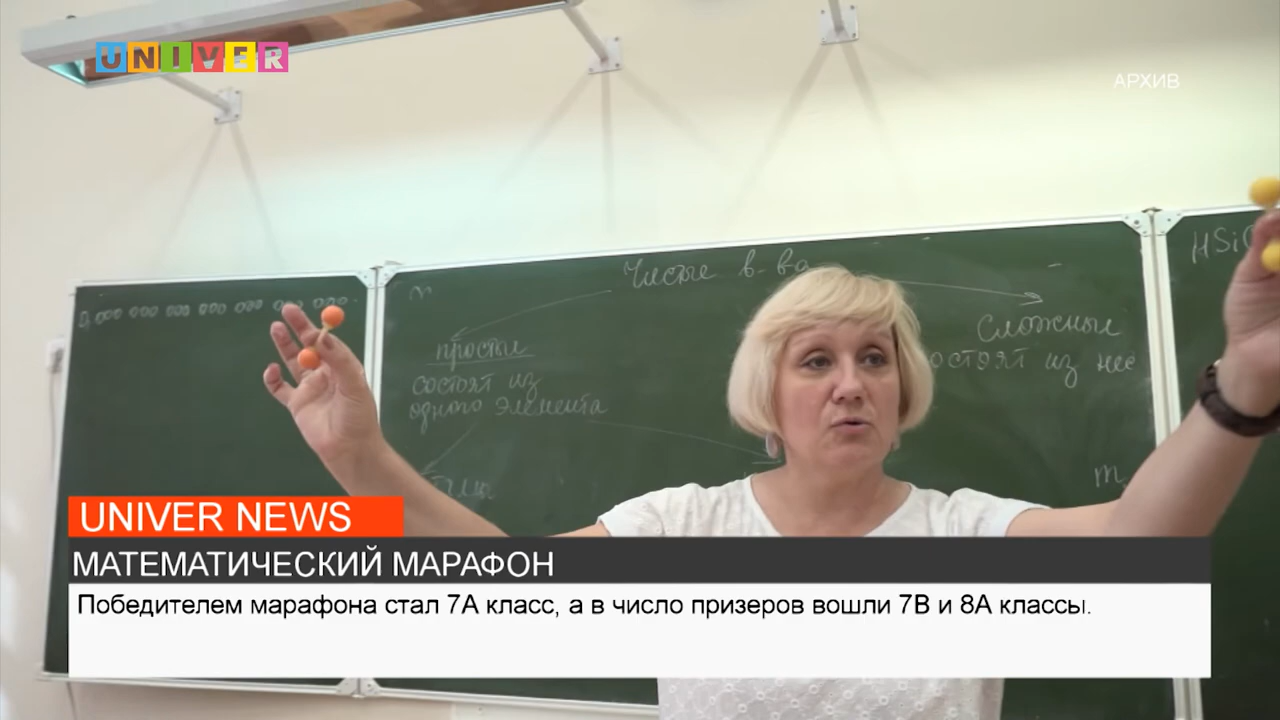 UNIVER
АРХИВ
Чистые в-ва
простые
сложные
состоят из
одного элемента
состоят из нес
HSiO
m
UNIVER NEWS
МАТЕМАТИЧЕСКИЙ МАРАФОН
Победителем марафона стал 7А класс, а в число призеров вошли 7В и 8А классы.